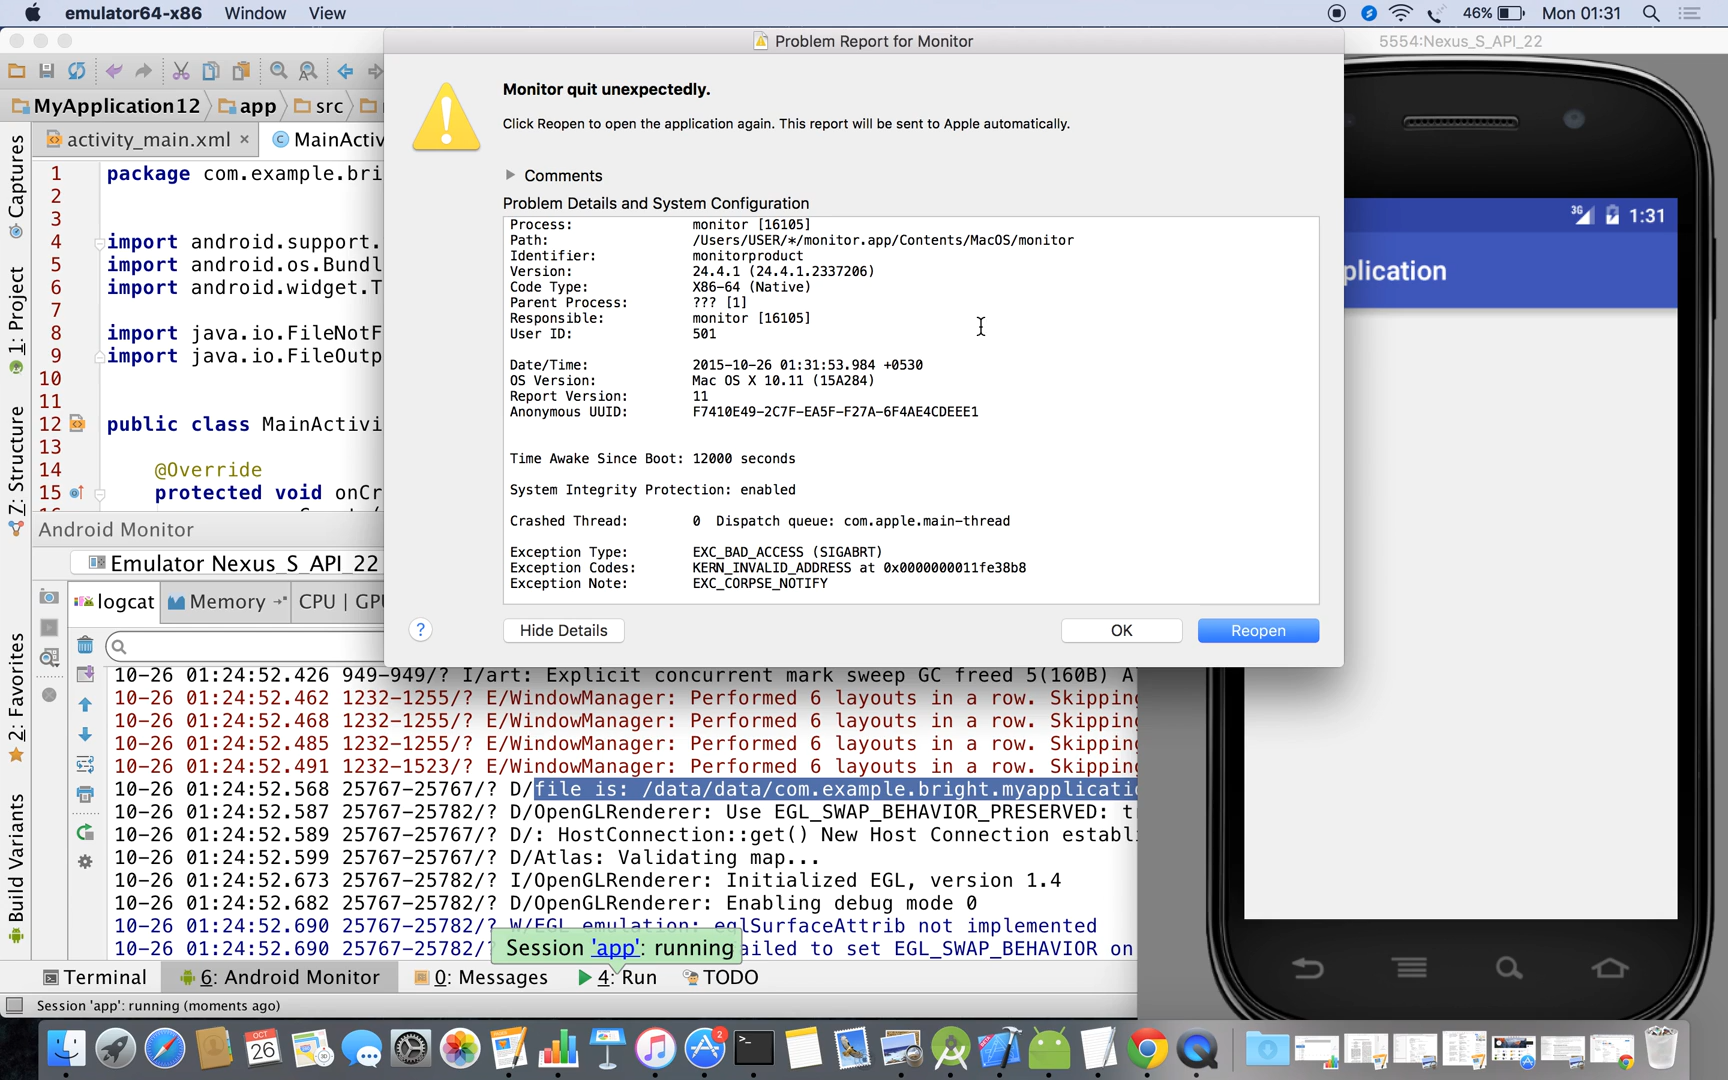 emulator64-x86 Window View
46% Mon 01:31
Problem Report for Monitor
5554:Nexus_S_API_22
Monitor quit unexpectedly.
Click Reopen to open the application again. This report will be sent to Apple automatically.
Comments
Problem Details and System Configuration
Process: monitor [16105]
Path: /Users/USER/*/monitor.app/Contents/MacOS/monitor
Identifier: monitorproduct
Version: 24.4.1 (24.4.1.2337206)
Code Type: X86-64 (Native)
Parent Process: ??? [1]
Responsible: monitor [16105]
User ID: 501
Date/Time: 2015-10-26 01:31:53.984 +0530
OS Version: Mac OS X 10.11 (15A284)
Report Version: 11
Anonymous UUID: F7410E49-2C7F-EA5F-F27A-6F4AE4CDEEE1
Time Awake Since Boot: 12000 seconds
System Integrity Protection: enabled
Crashed Thread: 0 Dispatch queue: com.apple.main-thread
Exception Type: EXC_BAD_ACCESS (SIGABRT)
Exception Codes: KERN_INVALID_ADDRESS at 0x0000000011fe38b8
Exception Note: EXC_CORPSE_NOTIFY
? Hide Details OK Reopen
MyApplication12 app src
activity_main.xml × MainActiv
1 package com.example.bri
2
3
4 import android.support.
5 import android.os.Bundl
6 import android.widget.T
7
8 import java.io.FileNotF
9 import java.io.FileOutp
10
11
12 public class MainActivi
13
14 @Override
15 protected void onCr
Captures
1: Project
7: Structure
2: Favorites
Build Variants
Android Monitor
Emulator Nexus_S_API_22
logcat Memory CPU | GPU
10-26 01:24:52.426 949-949/? I/art: Explicit concurrent mark sweep GC freed 5(160B) A
10-26 01:24:52.462 1232-1255/? E/WindowManager: Performed 6 layouts in a row. Skipping
10-26 01:24:52.468 1232-1255/? E/WindowManager: Performed 6 layouts in a row. Skipping
10-26 01:24:52.485 1232-1255/? E/WindowManager: Performed 6 layouts in a row. Skipping
10-26 01:24:52.491 1232-1523/? E/WindowManager: Performed 6 layouts in a row. Skipping
10-26 01:24:52.568 25767-25767/? D/file is: /data/data/com.example.bright.myapplicati
10-26 01:24:52.587 25767-25782/? D/OpenGLRenderer: Use EGL_SWAP_BEHAVIOR_PRESERVED: t
10-26 01:24:52.589 25767-25767/? D/: HostConnection::get() New Host Connection establ
10-26 01:24:52.599 25767-25767/? D/Atlas: Validating map...
10-26 01:24:52.673 25767-25782/? I/OpenGLRenderer: Initialized EGL, version 1.4
10-26 01:24:52.682 25767-25782/? D/OpenGLRenderer: Enabling debug mode 0
10-26 01:24:52.690 25767-25782/? W/EGL_emulation: eglSurfaceAttrib not implemented
10-26 01:24:52.690 25767-25782/? ailed to set EGL_SWAP_BEHAVIOR on
Session 'app': running
Terminal 6: Android Monitor 0: Messages 4: Run TODO
Session 'app': running (moments ago)
3G 1:31
plication
OCT
26
2